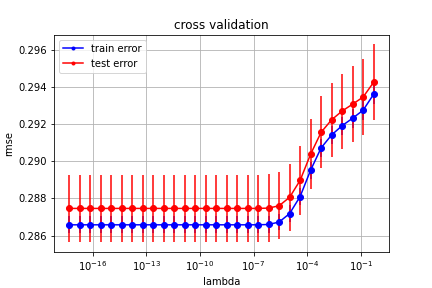 cross validation
train error
test error
0.296
0.294
0.292
0.290
0.288
0.286
rmse
10⁻¹⁶ 10⁻¹³ 10⁻¹⁰ 10⁻⁷ 10⁻⁴ 10⁻¹
lambda